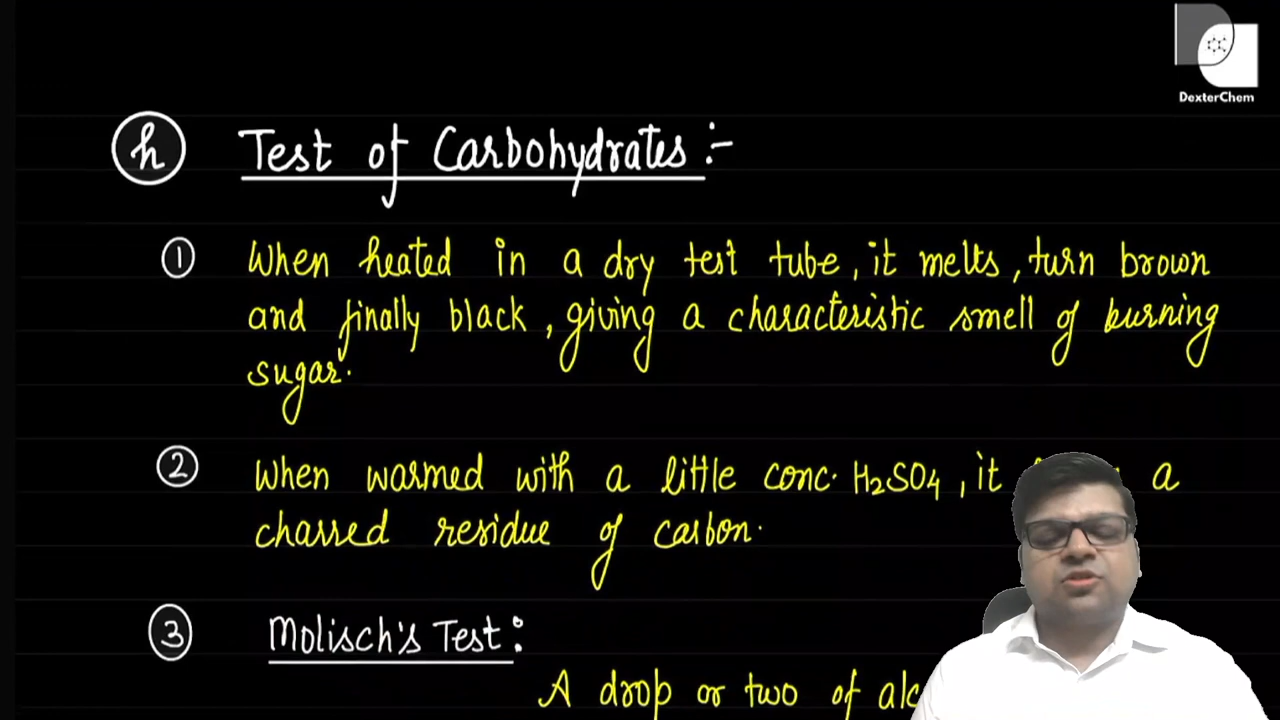 DexterChem
h Test of Carbohydrates :-
1 When heated in a dry test tube, it melts, turn brown
and finally black, giving a characteristic smell of burning
sugar.
2 When warmed with a little conc. H₂SO₄, it a
charred residue of carbon.
3 Molisch's Test :
A drop or two of